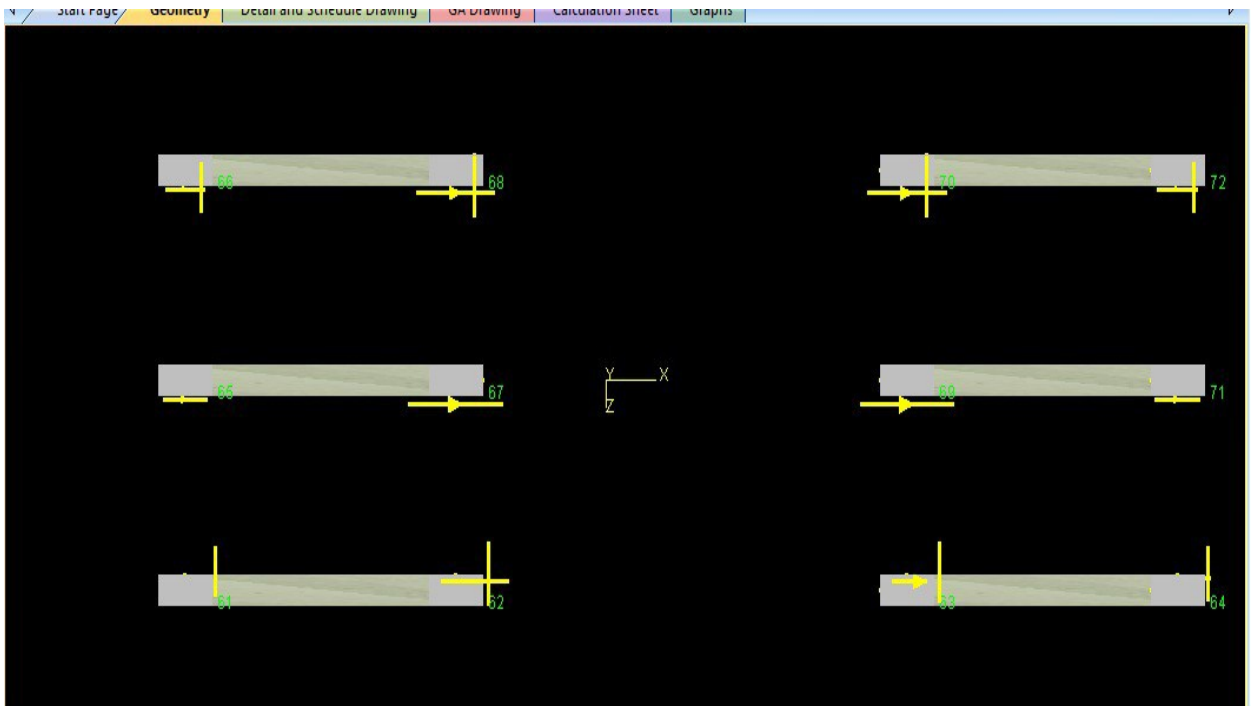 Start Page Geometry Detail and Schedule Drawing GA Drawing Calculation Sheet Graphs
66 68 70 72
Y X
Z
65 67 69 71
61 62 63 64